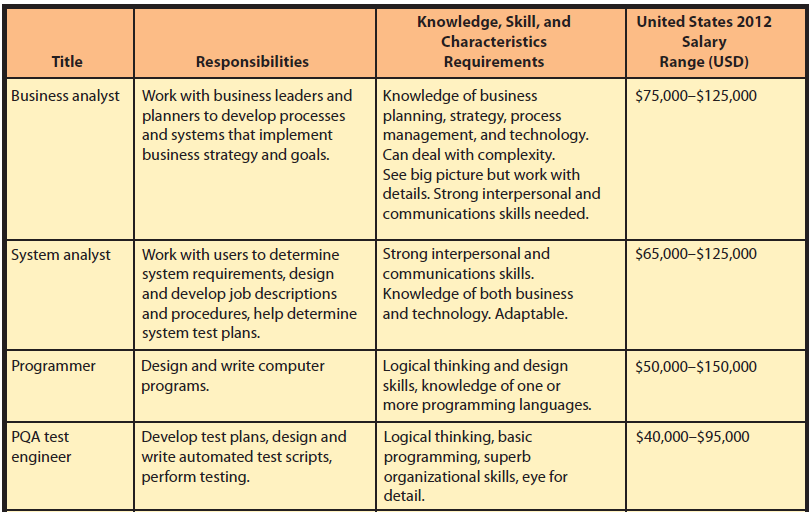 Title
Responsibilities
Knowledge, Skill, and
Characteristics
Requirements
United States 2012
Salary
Range (USD)
Business analyst
Work with business leaders and
planners to develop processes
and systems that implement
business strategy and goals.
Knowledge of business
planning, strategy, process
management, and technology.
Can deal with complexity.
See big picture but work with
details. Strong interpersonal and
communications skills needed.
$75,000–$125,000
System analyst
Work with users to determine
system requirements, design
and develop job descriptions
and procedures, help determine
system test plans.
Strong interpersonal and
communications skills.
Knowledge of both business
and technology. Adaptable.
$65,000–$125,000
Programmer
Design and write computer
programs.
Logical thinking and design
skills, knowledge of one or
more programming languages.
$50,000–$150,000
PQA test
engineer
Develop test plans, design and
write automated test scripts,
perform testing.
Logical thinking, basic
programming, superb
organizational skills, eye for
detail.
$40,000–$95,000